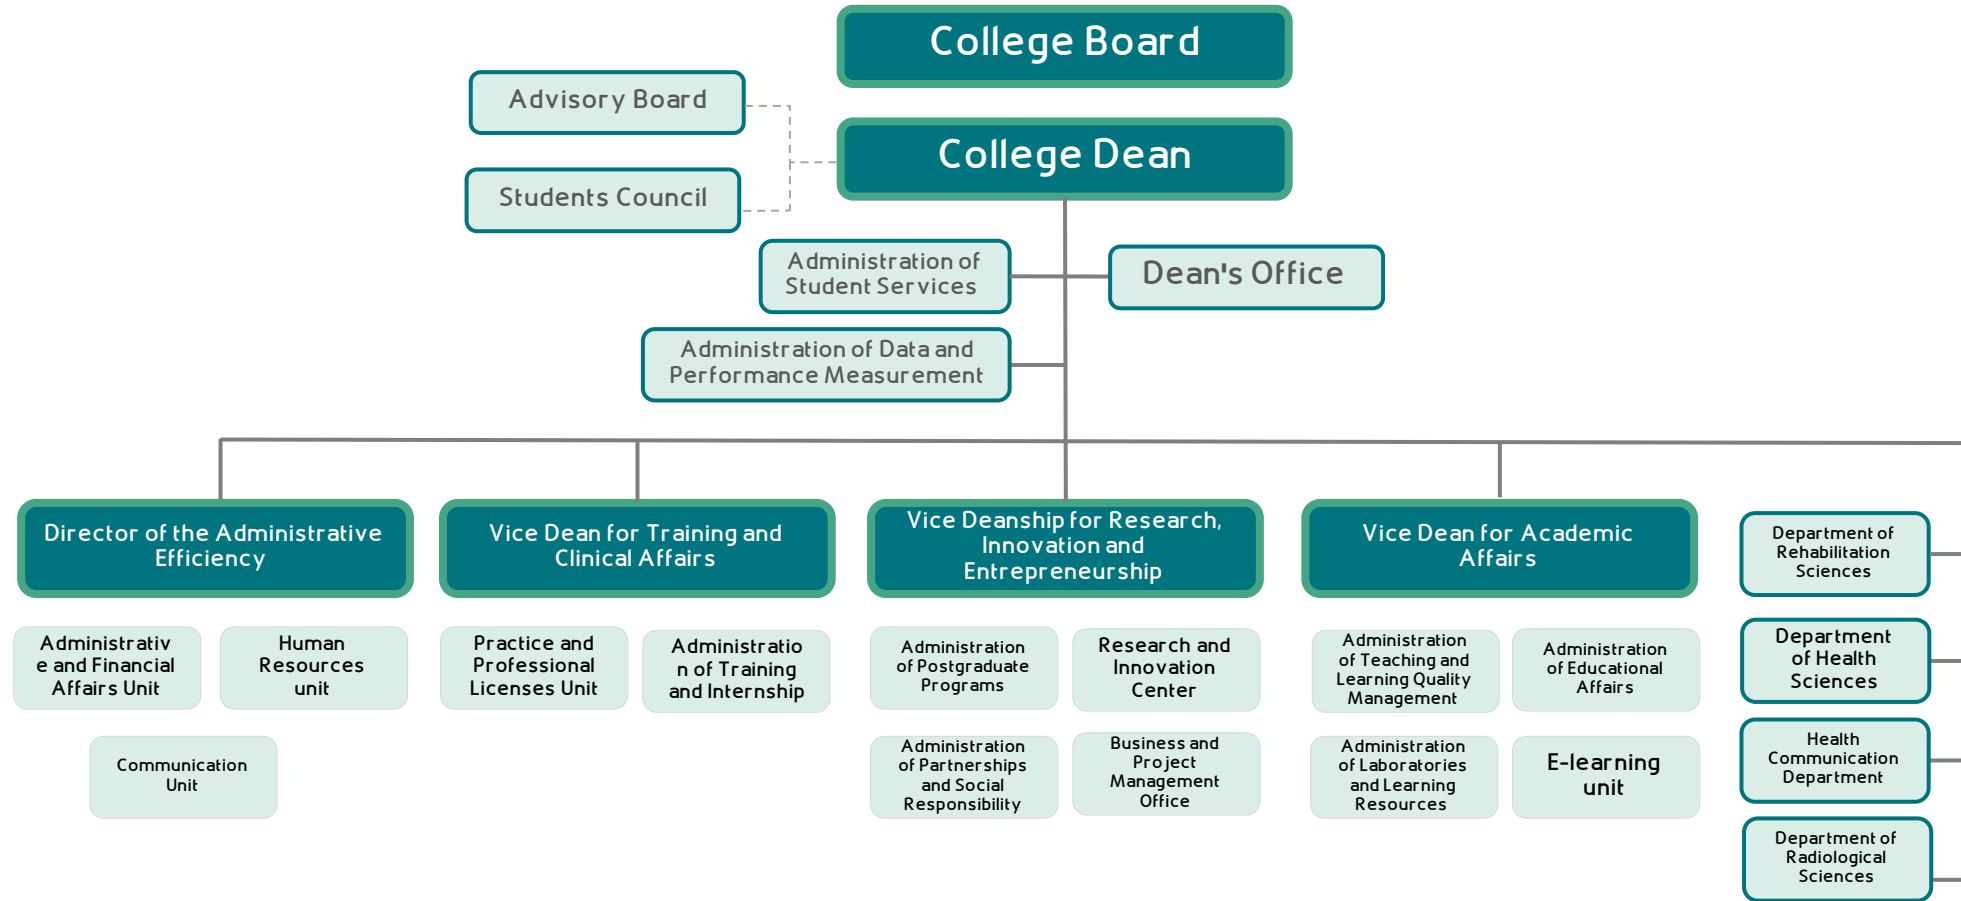 College Board
Advisory Board
College Dean
Students Council
Administration of
Student Services
Dean's Office
Administration of Data and
Performance Measurement
Director of the Administrative
Efficiency
Vice Dean for Training and
Clinical Affairs
Vice Deanship for Research,
Innovation and
Entrepreneurship
Vice Dean for Academic
Affairs
Department of
Rehabilitation
Sciences
Administrativ
e and Financial
Affairs Unit
Human
Resources
unit
Practice and
Professional
Licenses Unit
Administratio
n of Training
and Internship
Administration
of Postgraduate
Programs
Research and
Innovation
Center
Administration
of Teaching and
Learning Quality
Management
Administration
of Educational
Affairs
Department
of Health
Sciences
Communication
Unit
Administration
of Partnerships
and Social
Responsibility
Business and
Project
Management
Office
Administration
of Laboratories
and Learning
Resources
E-learning
unit
Health
Communication
Department
Department of
Radiological
Sciences